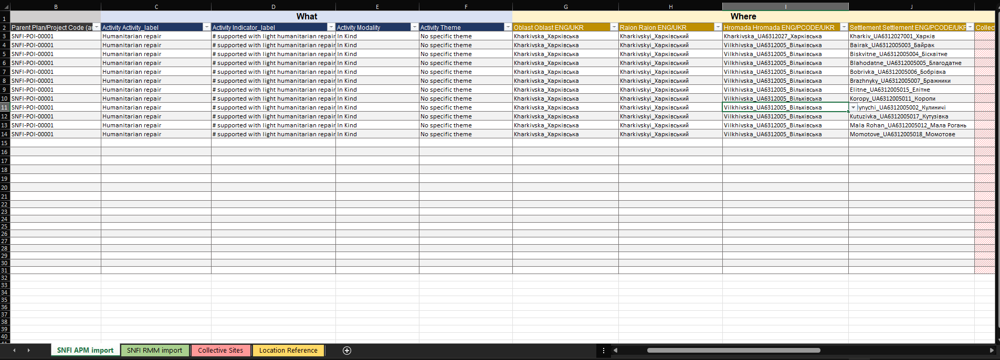 B C D E F G H I J
1 What Where
2 Parent Plan/Project Code (au Activity Activity_label Activity Indicator_label Activity Modality Activity Theme Oblast Oblast ENG/UKR Raion Raion ENG/UKR Hromada Hromada ENG/PCODE/UKR Settlement Settlement ENG/PCODE/UKR Collec
3 SNFI-POI-00001 Humanitarian repair # supported with light humanitarian repair In Kind No specific theme Kharkivska_Харківська Kharkivskyi_Харківський Kharkivska_UA6312027_Харківська Kharkiv_UA6312027001_Харків
4 SNFI-POI-00001 Humanitarian repair # supported with light humanitarian repair In Kind No specific theme Kharkivska_Харківська Kharkivskyi_Харківський Vilkhivska_UA6312005_Вільхівська Bairak_UA6312005003_Байрак
5 SNFI-POI-00001 Humanitarian repair # supported with light humanitarian repair In Kind No specific theme Kharkivska_Харківська Kharkivskyi_Харківський Vilkhivska_UA6312005_Вільхівська Biskvitne_UA6312005004_Бісквітне
6 SNFI-POI-00001 Humanitarian repair # supported with light humanitarian repair In Kind No specific theme Kharkivska_Харківська Kharkivskyi_Харківський Vilkhivska_UA6312005_Вільхівська Blahodatne_UA6312005005_Благодатне
7 SNFI-POI-00001 Humanitarian repair # supported with light humanitarian repair In Kind No specific theme Kharkivska_Харківська Kharkivskyi_Харківський Vilkhivska_UA6312005_Вільхівська Bobrivka_UA6312005006_Бобрівка
8 SNFI-POI-00001 Humanitarian repair # supported with light humanitarian repair In Kind No specific theme Kharkivska_Харківська Kharkivskyi_Харківський Vilkhivska_UA6312005_Вільхівська Brazhnyky_UA6312005007_Бражники
9 SNFI-POI-00001 Humanitarian repair # supported with light humanitarian repair In Kind No specific theme Kharkivska_Харківська Kharkivskyi_Харківський Vilkhivska_UA6312005_Вільхівська Elitne_UA6312005015_Елітне
10 SNFI-POI-00001 Humanitarian repair # supported with light humanitarian repair In Kind No specific theme Kharkivska_Харківська Kharkivskyi_Харківський Vilkhivska_UA6312005_Вільхівська Koropy_UA6312005011_Коропи
11 SNFI-POI-00001 Humanitarian repair # supported with light humanitarian repair In Kind No specific theme Kharkivska_Харківська Kharkivskyi_Харківський Vilkhivska_UA6312005_Вільхівська lynychi_UA6312005002_Кулиничі
12 SNFI-POI-00001 Humanitarian repair # supported with light humanitarian repair In Kind No specific theme Kharkivska_Харківська Kharkivskyi_Харківський Vilkhivska_UA6312005_Вільхівська Kutuzivka_UA6312005017_Кутузівка
13 SNFI-POI-00001 Humanitarian repair # supported with light humanitarian repair In Kind No specific theme Kharkivska_Харківська Kharkivskyi_Харківський Vilkhivska_UA6312005_Вільхівська Mala Rohan_UA6312005012_Мала Рогань
14 SNFI-POI-00001 Humanitarian repair # supported with light humanitarian repair In Kind No specific theme Kharkivska_Харківська Kharkivskyi_Харківський Vilkhivska_UA6312005_Вільхівська Momotove_UA6312005018_Момотове
15
16
17
18
19
20
21
22
23
24
25
26
27
28
29
30
31
32
33
34
35
36
37
38
39
40
41
SNFI APM import SNFI RMM import Collective Sites Location Reference